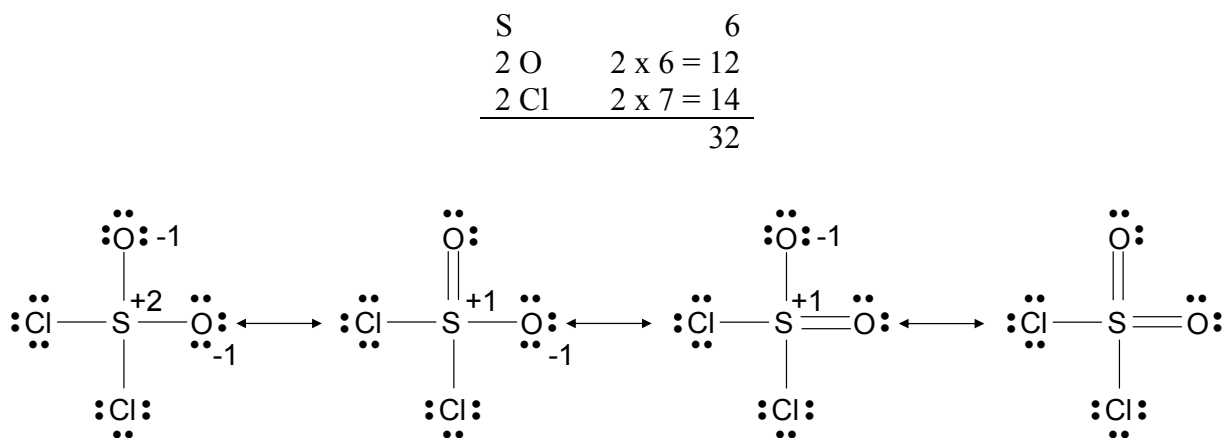 S 6
2 O 2 x 6 = 12
2 Cl 2 x 7 = 14
32
O -1 O O -1 O
Cl S +2 O -1 Cl S +1 O -1 Cl S +1 O Cl S O
Cl Cl Cl Cl